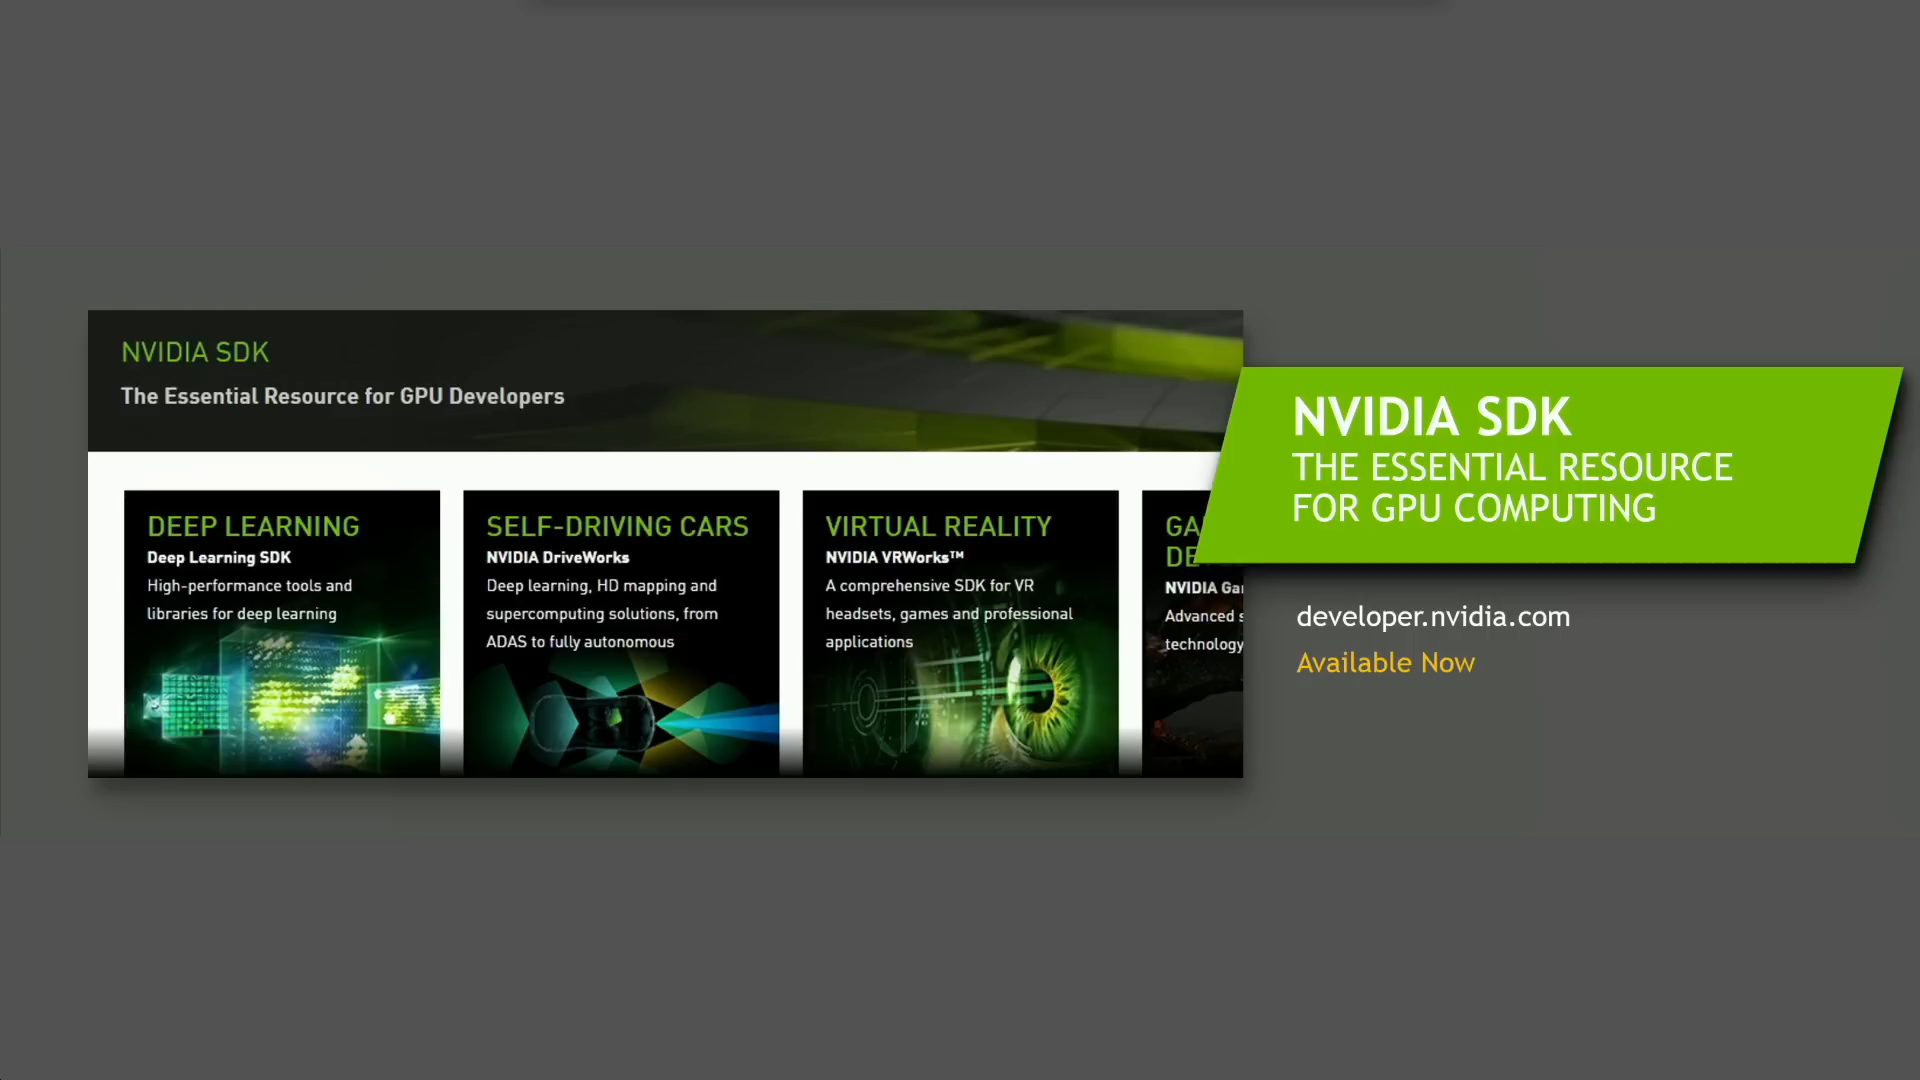 NVIDIA SDK
The Essential Resource for GPU Developers
DEEP LEARNING
Deep Learning SDK
High-performance tools and
libraries for deep learning
SELF-DRIVING CARS
NVIDIA DriveWorks
Deep learning, HD mapping and
supercomputing solutions, from
ADAS to fully autonomous
VIRTUAL REALITY
NVIDIA VRWorks™
A comprehensive SDK for VR
headsets, games and professional
applications
NVIDIA
Advanced
technology
NVIDIA SDK
THE ESSENTIAL RESOURCE
FOR GPU COMPUTING
developer.nvidia.com
Available Now